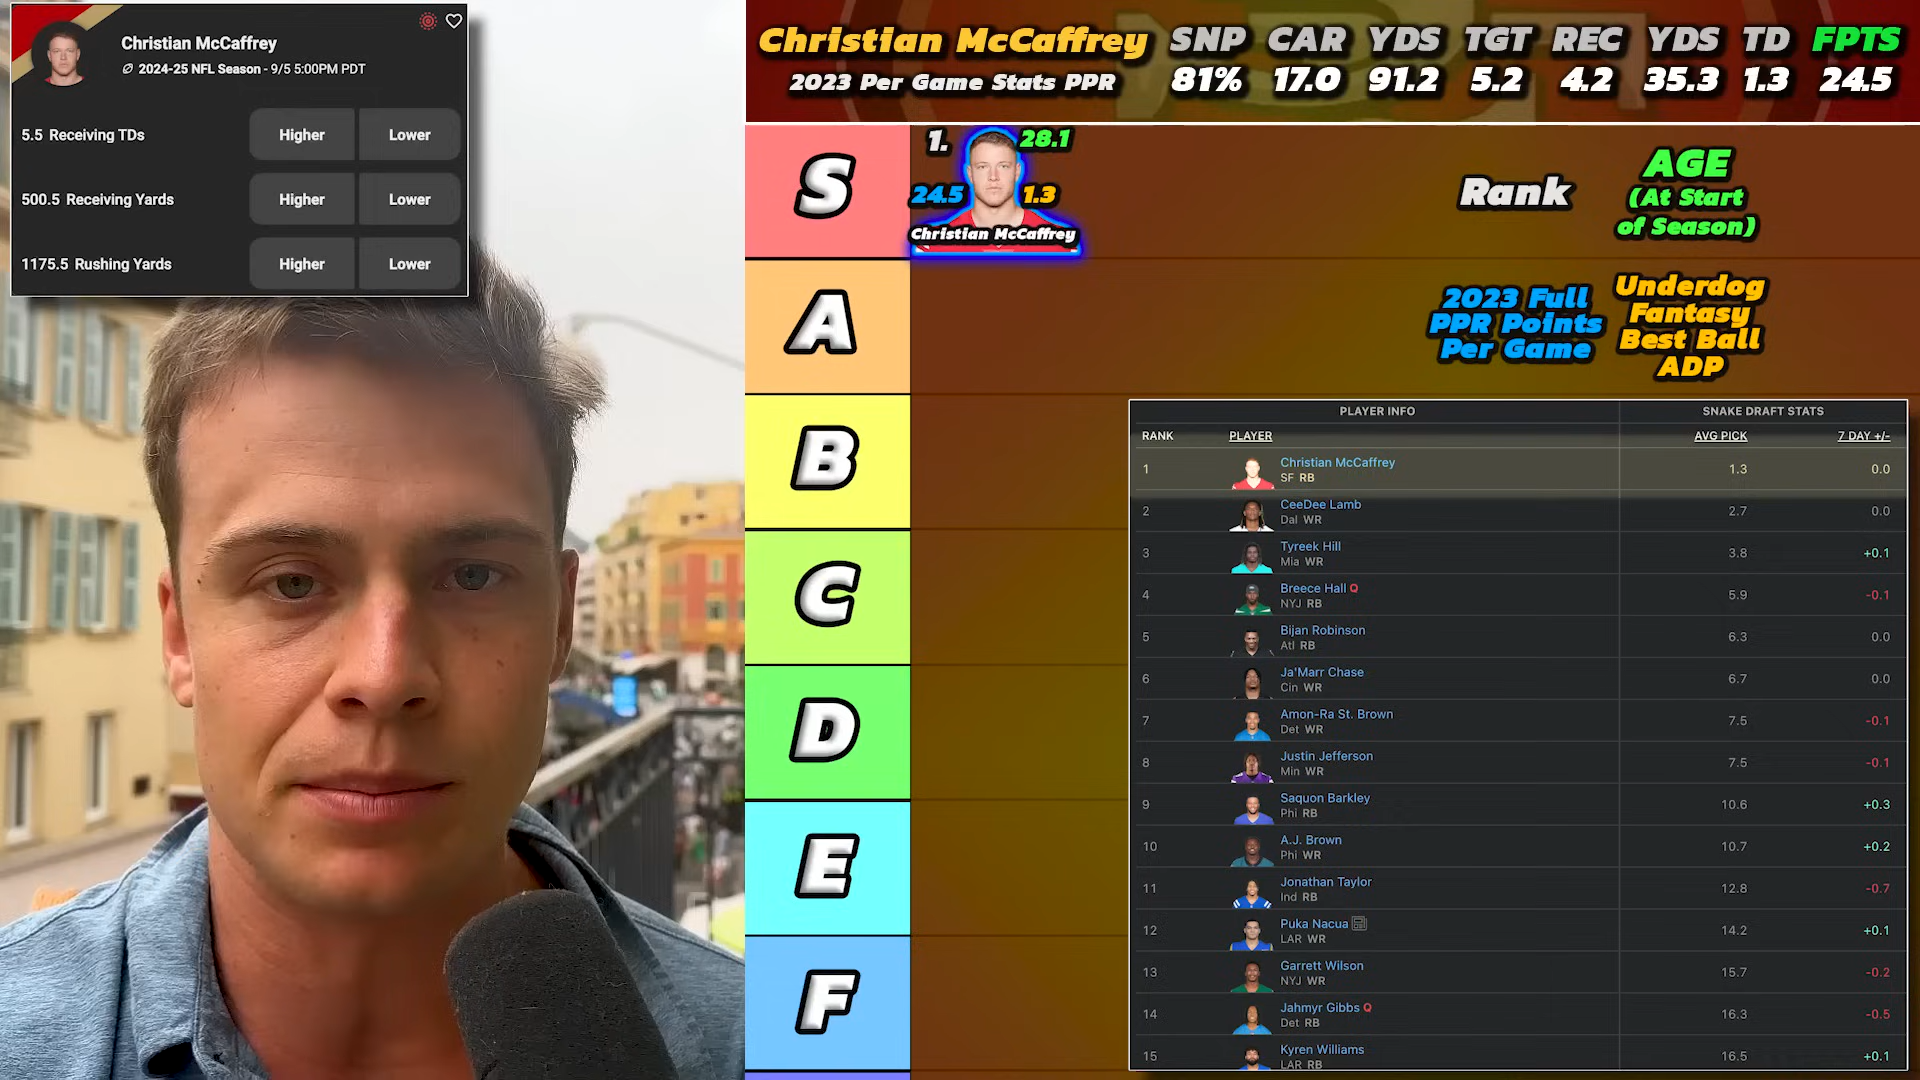 Christian McCaffrey
2024-25 NFL Season - 9/5 5:00PM PDT
5.5 Receiving TDs Higher Lower
500.5 Receiving Yards Higher Lower
1175.5 Rushing Yards Higher Lower
Christian McCaffrey SNP CAR YDS TGT REC YDS TD FPTS
2023 Per Game Stats PPR 81% 17.0 91.2 5.2 4.2 35.3 1.3 24.5
S
1. 28.1
24.5 1.3
Christian McCaffrey
Rank
AGE
(At Start
of Season)
A
2023 Full
PPR Points
Per Game
Underdog
Fantasy
Best Ball
ADP
B
C
D
E
F
PLAYER INFO SNAKE DRAFT STATS
RANK PLAYER AVG PICK 7 DAY +/-
1 Christian McCaffrey 1.3 0.0
SF RB
2 CeeDee Lamb 2.7 0.0
Dal WR
3 Tyreek Hill 3.8 +0.1
Mia WR
4 Breece Hall Q 5.9 -0.1
NYJ RB
5 Bijan Robinson 6.3 0.0
Atl RB
6 Ja'Marr Chase 6.7 0.0
Cin WR
7 Amon-Ra St. Brown 7.5 -0.1
Det WR
8 Justin Jefferson 7.5 -0.1
Min WR
9 Saquon Barkley 10.6 +0.3
Phi RB
10 A.J. Brown 10.7 +0.2
Phi WR
11 Jonathan Taylor 12.8 -0.7
Ind RB
12 Puka Nacua 14.2 +0.1
LAR WR
13 Garrett Wilson 15.7 -0.2
NYJ WR
14 Jahmyr Gibbs Q 16.3 -0.5
Det RB
15 Kyren Williams 16.5 +0.1
LAR RB